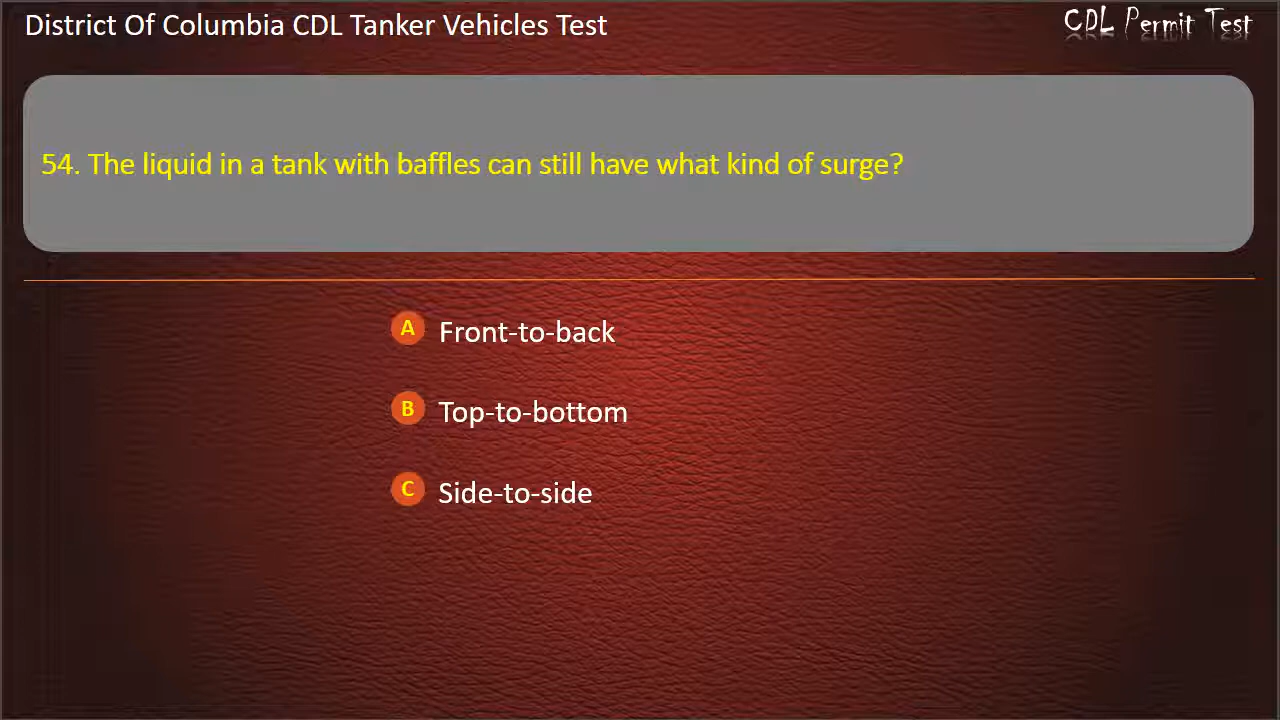 District Of Columbia CDL Tanker Vehicles Test
CDL Permit Test
54. The liquid in a tank with baffles can still have what kind of surge?
A Front-to-back
B Top-to-bottom
C Side-to-side